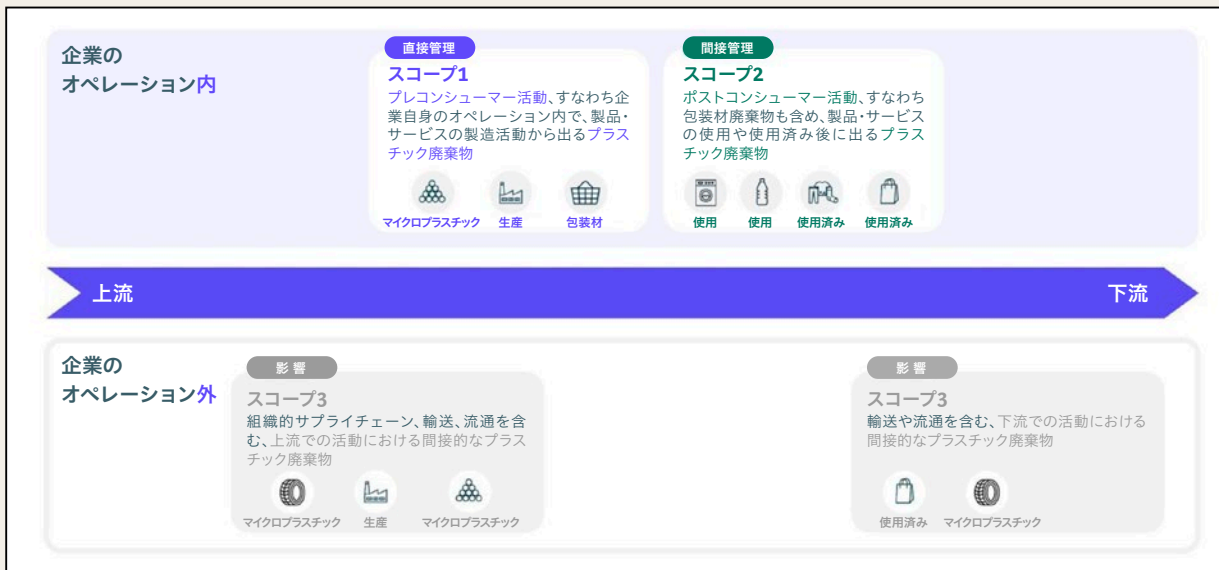 企業の
オペレーション内
直接管理
スコープ1
プレコンシューマー活動、すなわち企
業自身のオペレーション内で、製品・
サービスの製造活動から出るプラス
チック廃棄物
マイクロプラスチック 生産 包装材
間接管理
スコープ2
ポストコンシューマー活動、すなわち
包装材廃棄物も含め、製品・サービス
の使用や使用済み後に出るプラス
チック廃棄物
使用 使用 使用済み 使用済み
上流
下流
企業の
オペレーション外
影響
スコープ3
組織的サプライチェーン、輸送、流通を含
む、上流での活動における間接的なプラス
チック廃棄物
マイクロプラスチック 生産 マイクロプラスチック
影響
スコープ3
輸送や流通を含む、下流での活動における
間接的なプラスチック廃棄物
使用済み マイクロプラスチック